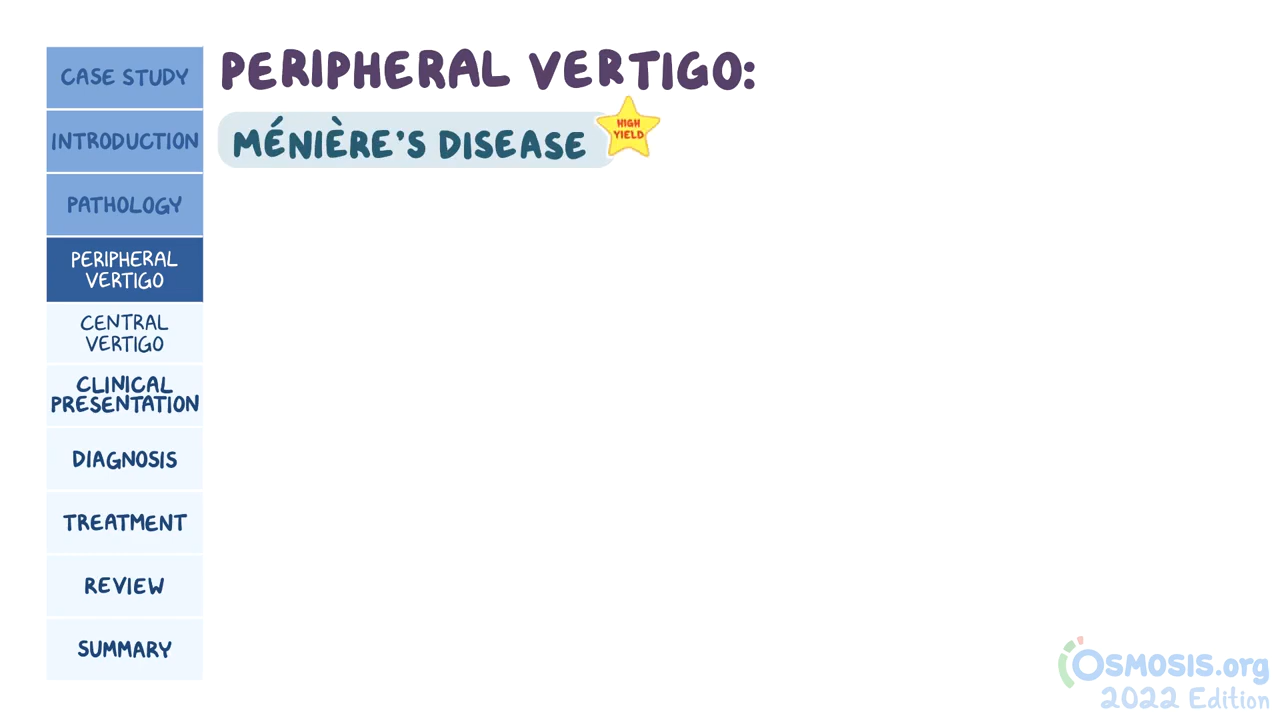 CASE STUDY
INTRODUCTION
PATHOLOGY
PERIPHERAL
VERTIGO
CENTRAL
VERTIGO
CLINICAL
PRESENTATION
DIAGNOSIS
TREATMENT
REVIEW
SUMMARY
PERIPHERAL VERTIGO:
MÉNIÈRE'S DISEASE
HIGH
YIELD
OSMOSIS.org
2022 Edition